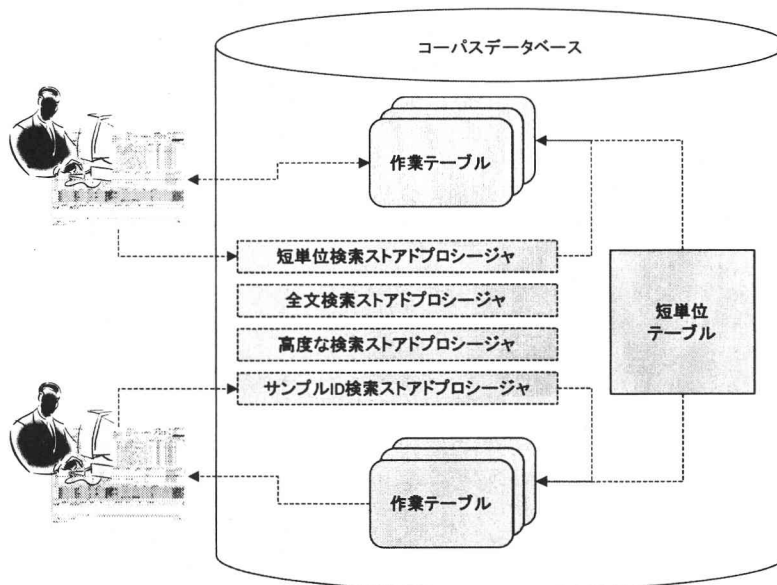 コーパスデータベース
作業テーブル
短単位検索ストアドプロシージャ
全文検索ストアドプロシージャ
高度な検索ストアドプロシージャ
サンプルID検索ストアドプロシージャ
短単位
テーブル
作業テーブル